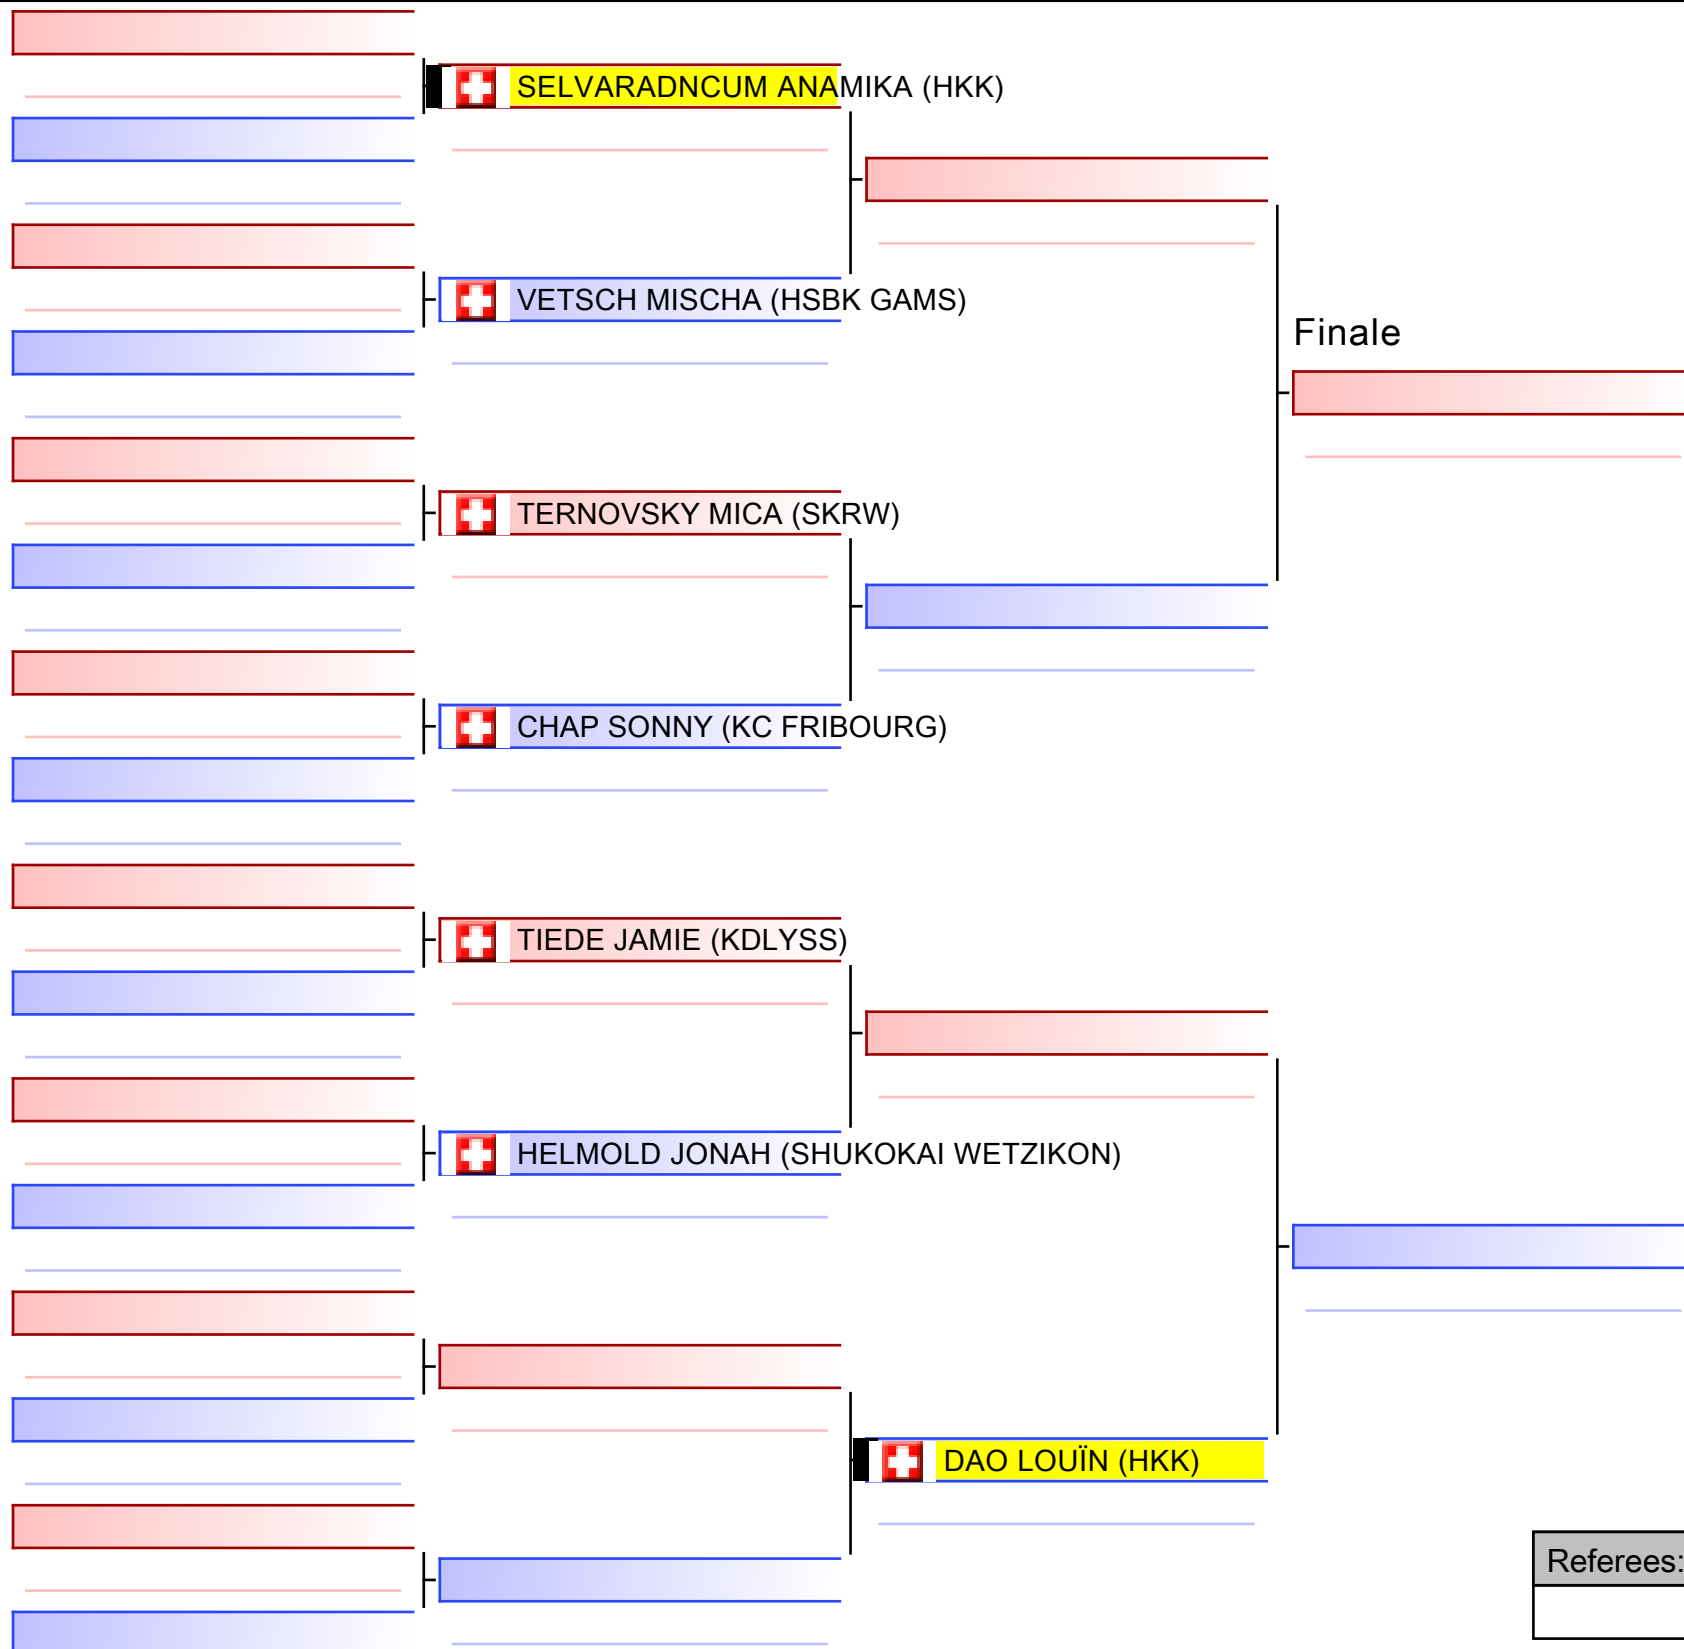 SELVARADNCUM ANAMIKA (HKK)
VETSCH MISCHA (HSBK GAMS)
Finale
TERNOVSKY MICA (SKRW)
CHAP SONNY (KC FRIBOURG)
TIEDE JAMIE (KDLYSS)
HELMOLD JONAH (SHUKOKAI WETZIKON)
DAO LOUÏN (HKK)
Referees: